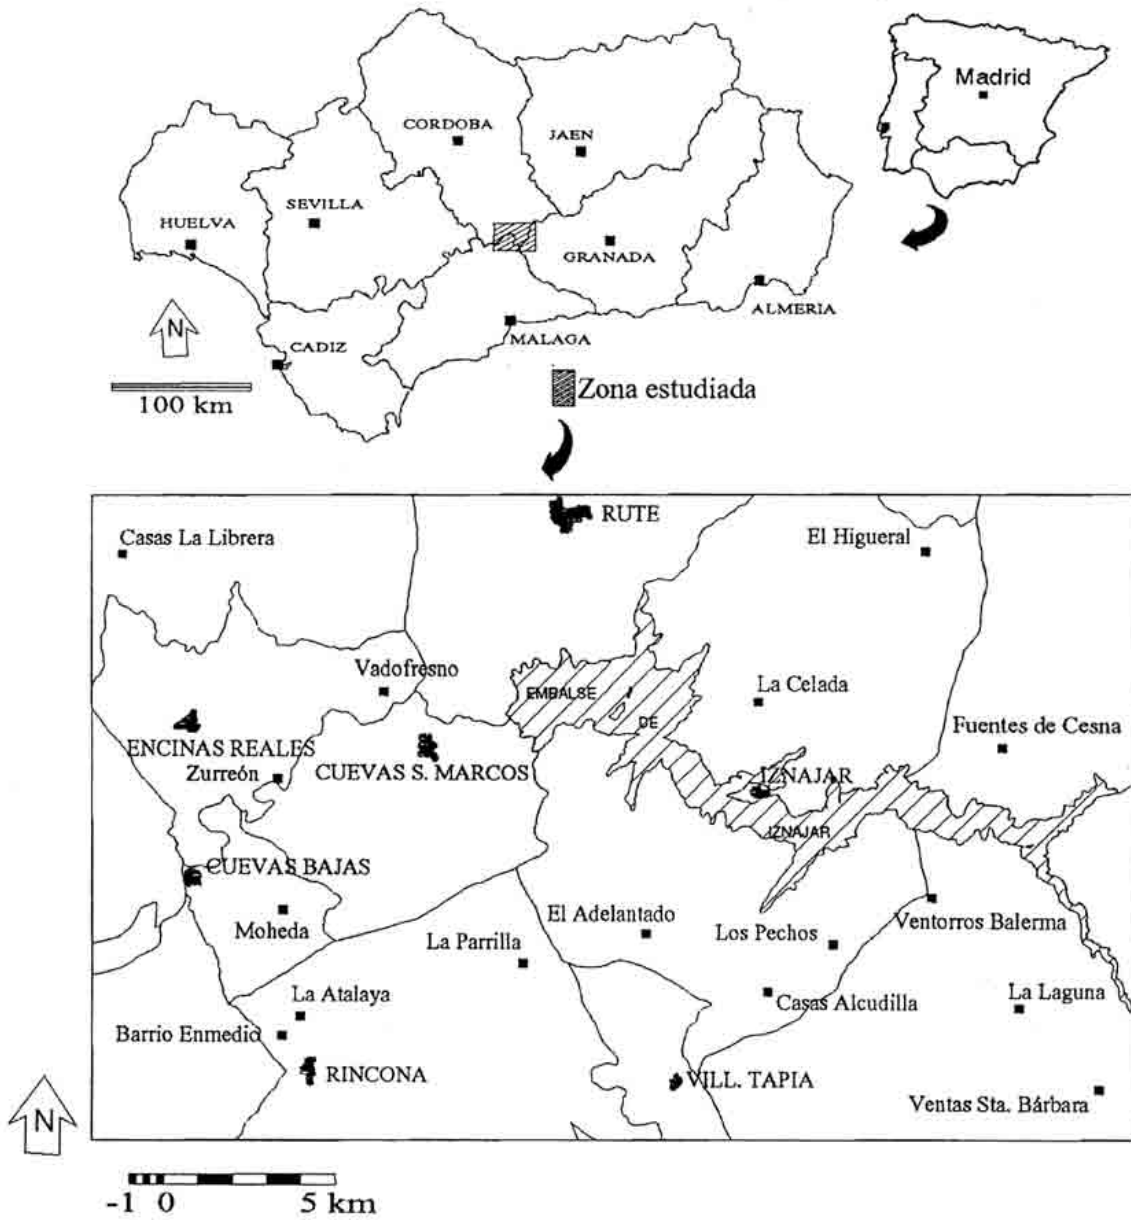 Madrid
CORDOBA
JAEN
SEVILLA
HUELVA
GRANADA
ALMERIA
N
CADIZ
MALAGA
100 km
Zona estudiada
RUTE
Casas La Librera
El Higueral
Vadofresno
La Celada
EMBALSE
DE
IZNAJAR
Fuentes de Cesna
ENCINAS REALES
Zurreón
CUEVAS S. MARCOS
IZNAJAR
CUEVAS BAJAS
Moheda
El Adelantado
Los Pechos
Ventorros Balerma
La Parrilla
La Atalaya
Casas Alcudilla
La Laguna
Barrio Enmedio
RINCONA
VILL. TAPIA
Ventas Sta. Bárbara
N
-1 0 5 km